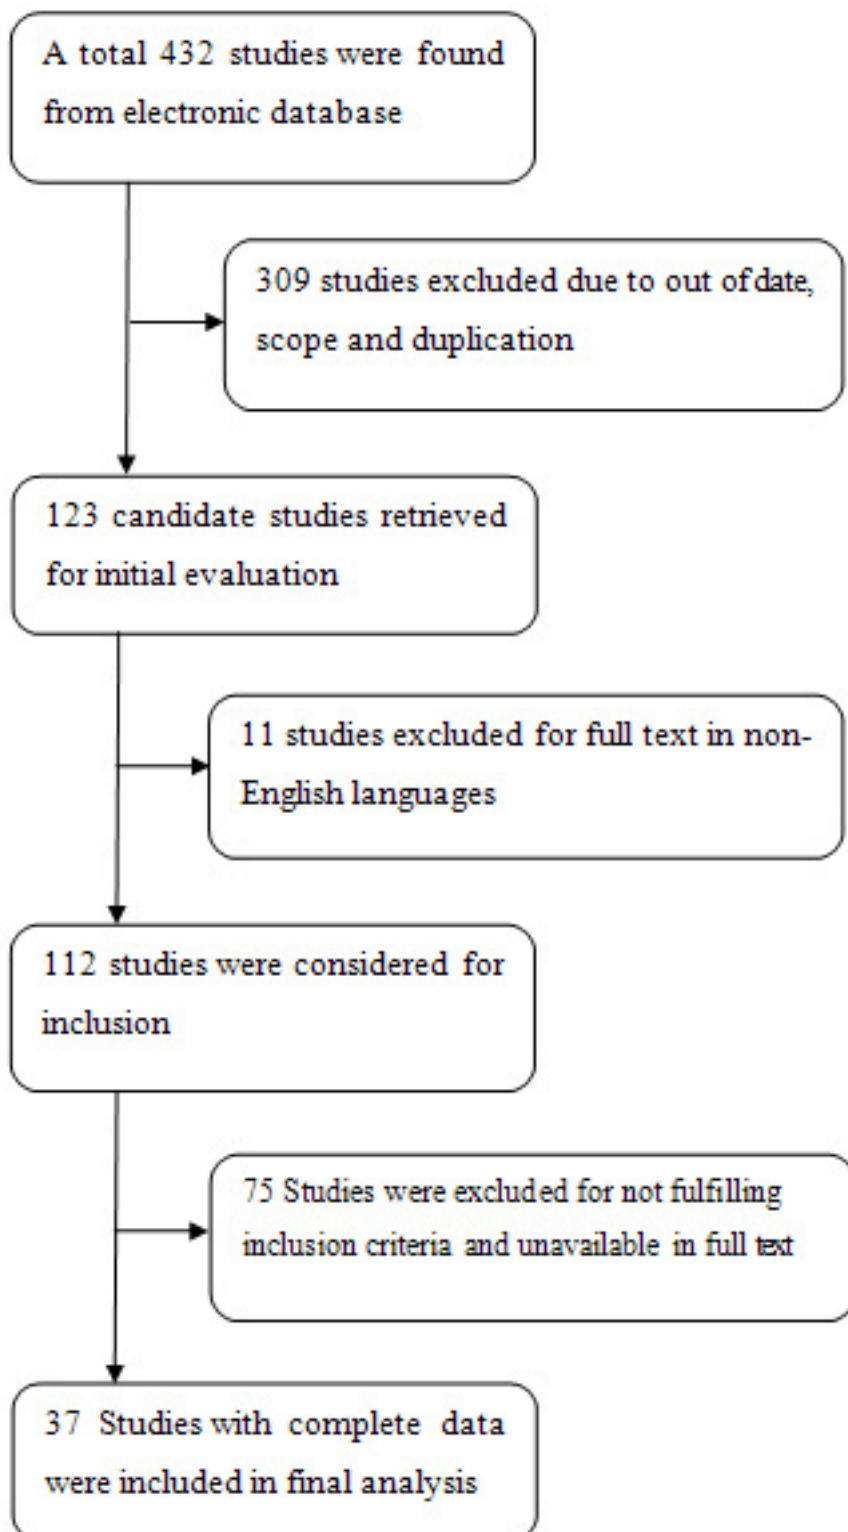 A total 432 studies were found
from electronic database
309 studies excluded due to out of date,
scope and duplication
123 candidate studies retrieved
for initial evaluation
11 studies excluded for full text in non-
English languages
112 studies were considered for
inclusion
75 Studies were excluded for not fulfilling
inclusion criteria and unavailable in full text
37 Studies with complete data
were included in final analysis